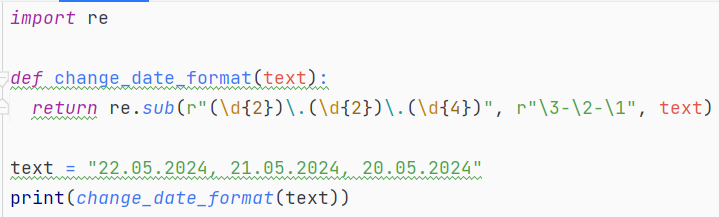 import re
def change_date_format(text):
return re.sub(r"(\d{2})\.(\d{2})\.(\d{4})", r"\3-\2-\1", text)
text = "22.05.2024, 21.05.2024, 20.05.2024"
print(change_date_format(text))